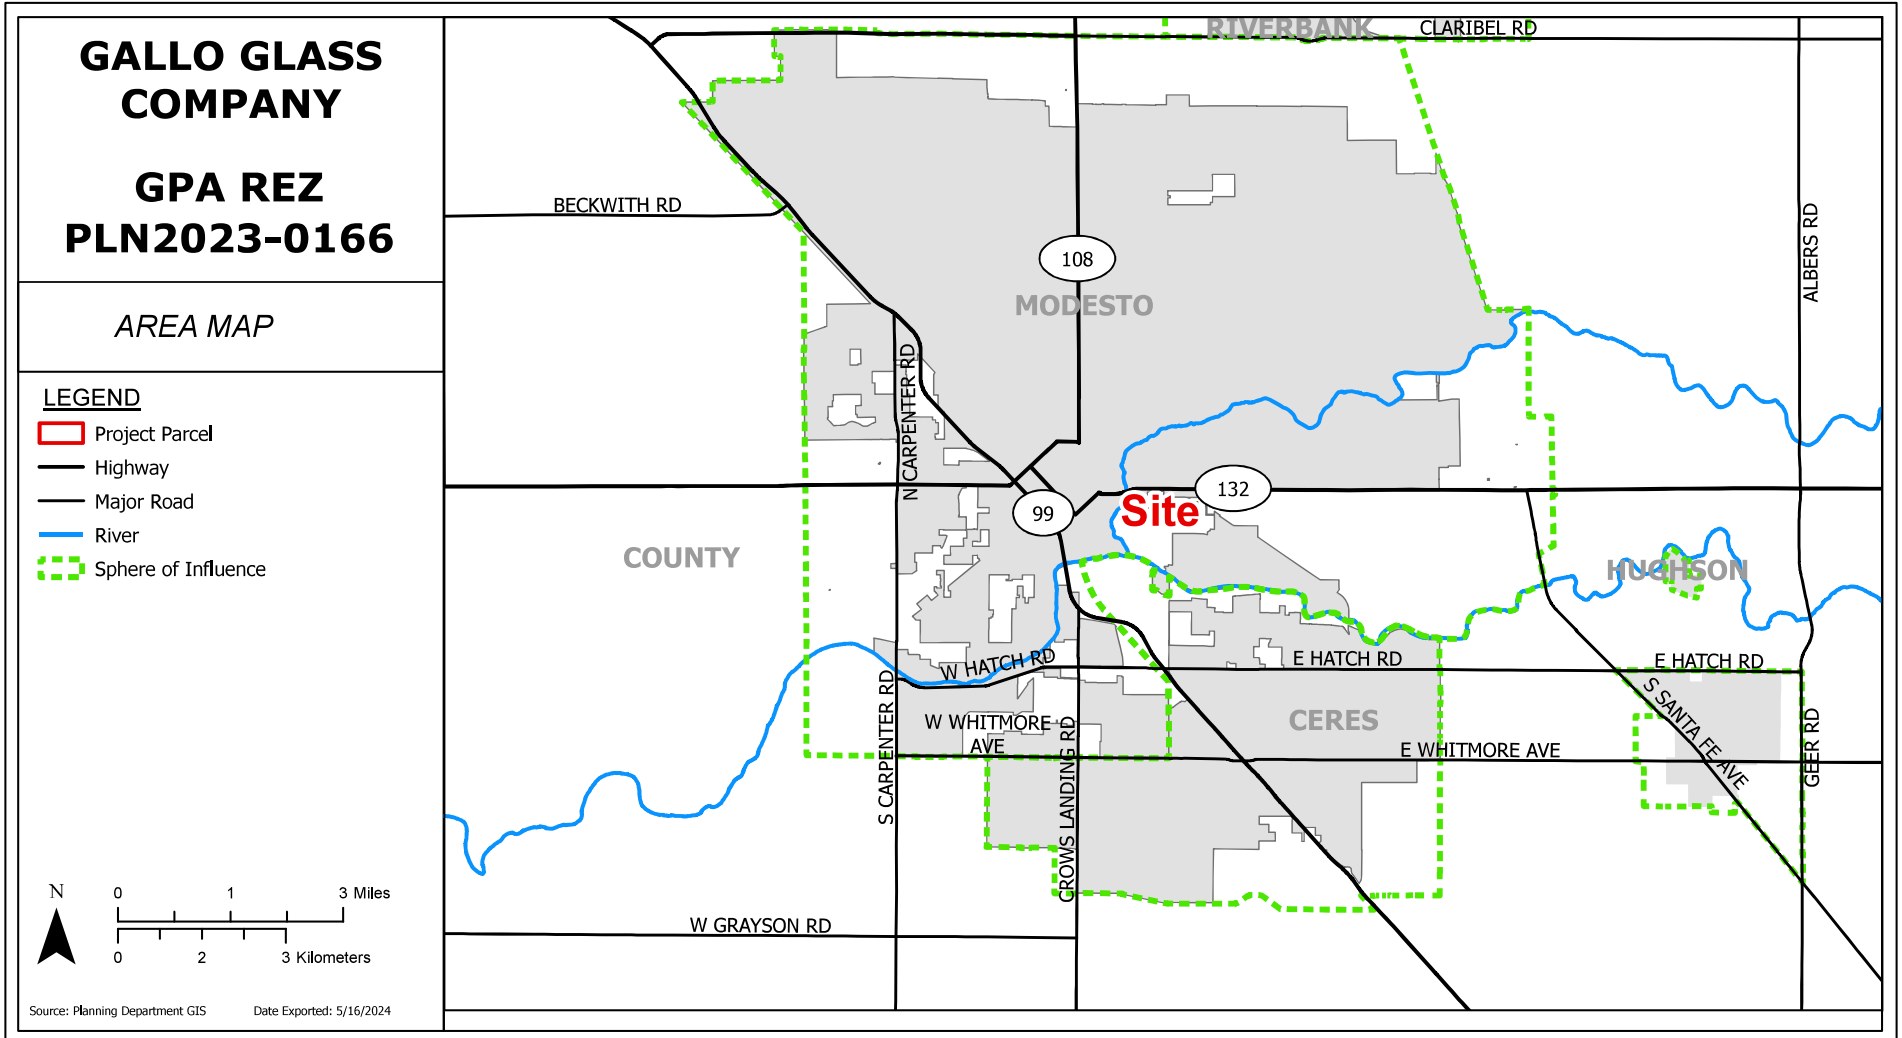 GALLO GLASS
COMPANY
GPA REZ
PLN2023-0166
AREA MAP
LEGEND
Project Parcel
Highway
Major Road
River
Sphere of Influence
N
0 1 3 Miles
0 2 3 Kilometers
Source: Planning Department GIS Date Exported: 5/16/2024
RIVERBANK
CLARIBEL RD
BECKWITH RD
ALBERS RD
108
MODESTO
N CARPENTER RD
132
99
Site
COUNTY
HUGHSON
W HATCH RD
E HATCH RD
E HATCH RD
S CARPENTER RD
W WHITMORE
AVE
CROWS LANDING RD
CERES
E WHITMORE AVE
S SANTA FE AVE
GEER RD
W GRAYSON RD